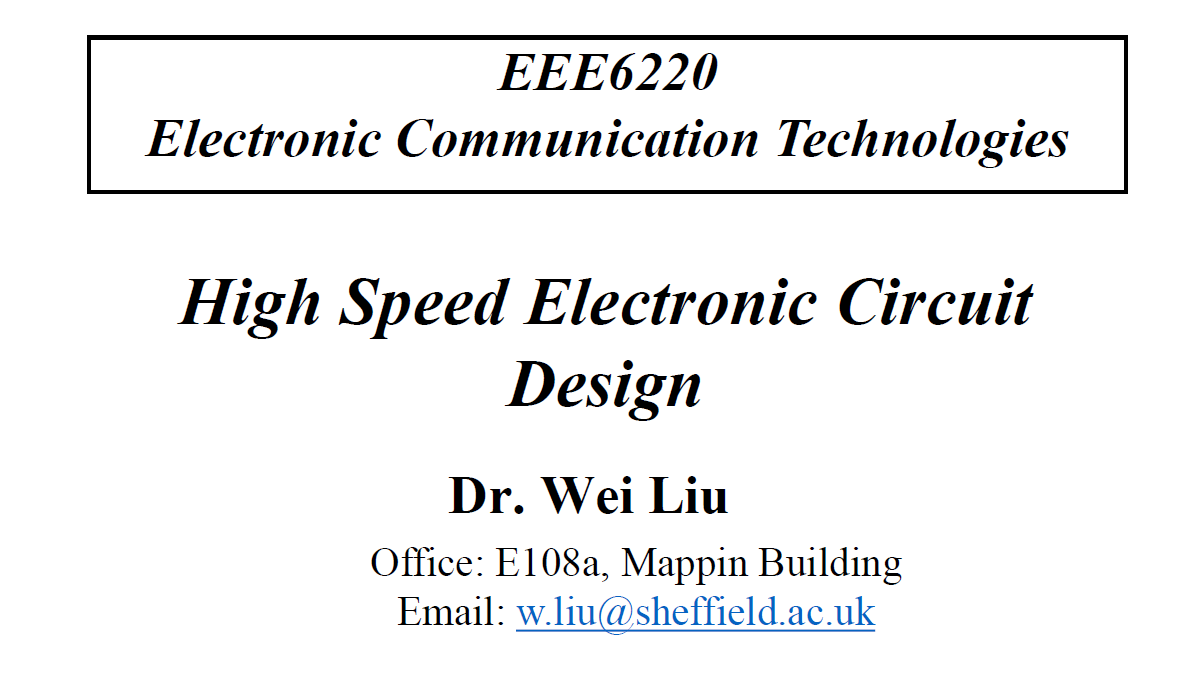 EEE6220
Electronic Communication Technologies
High Speed Electronic Circuit
Design
Dr. Wei Liu
Office: E108a, Mappin Building
Email: w.liu@sheffield.ac.uk